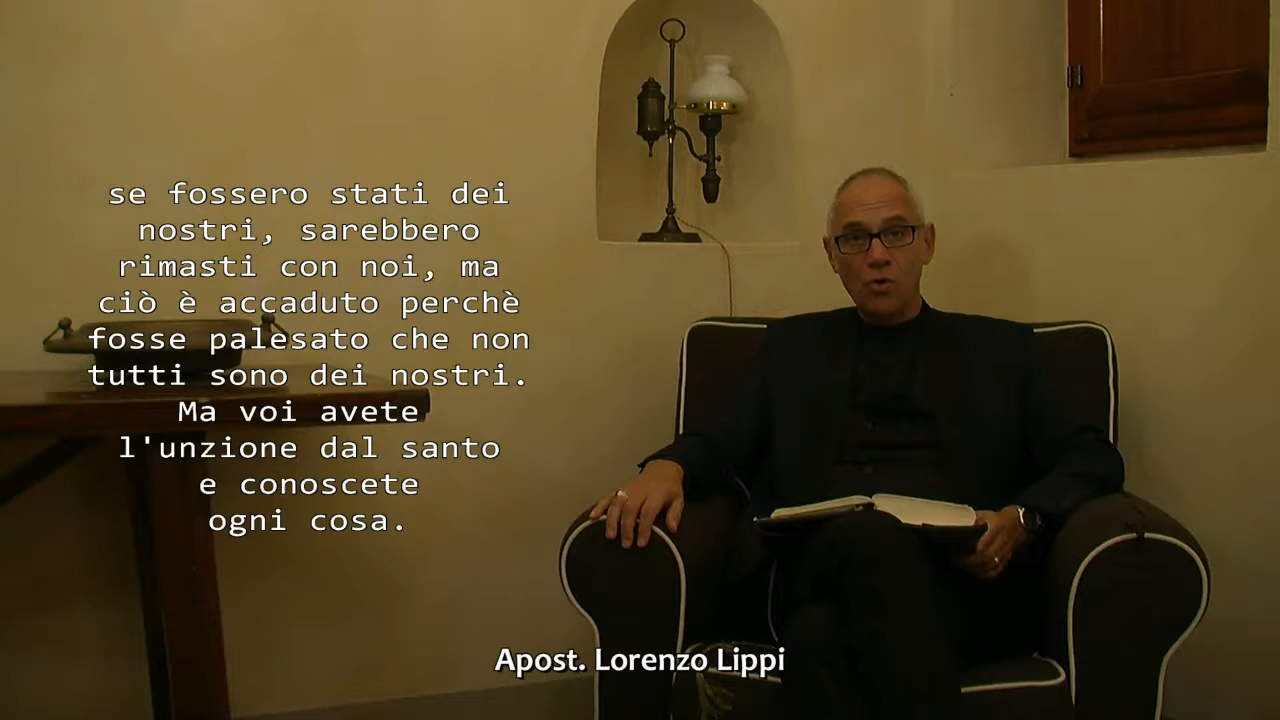 se fossero stati dei
nostri, sarebbero
rimasti con noi, ma
ciò è accaduto perchè
fosse palesato che non
tutti sono dei nostri.
Ma voi avete
l'unzione dal santo
e conoscete
ogni cosa.
Apost. Lorenzo Lippi